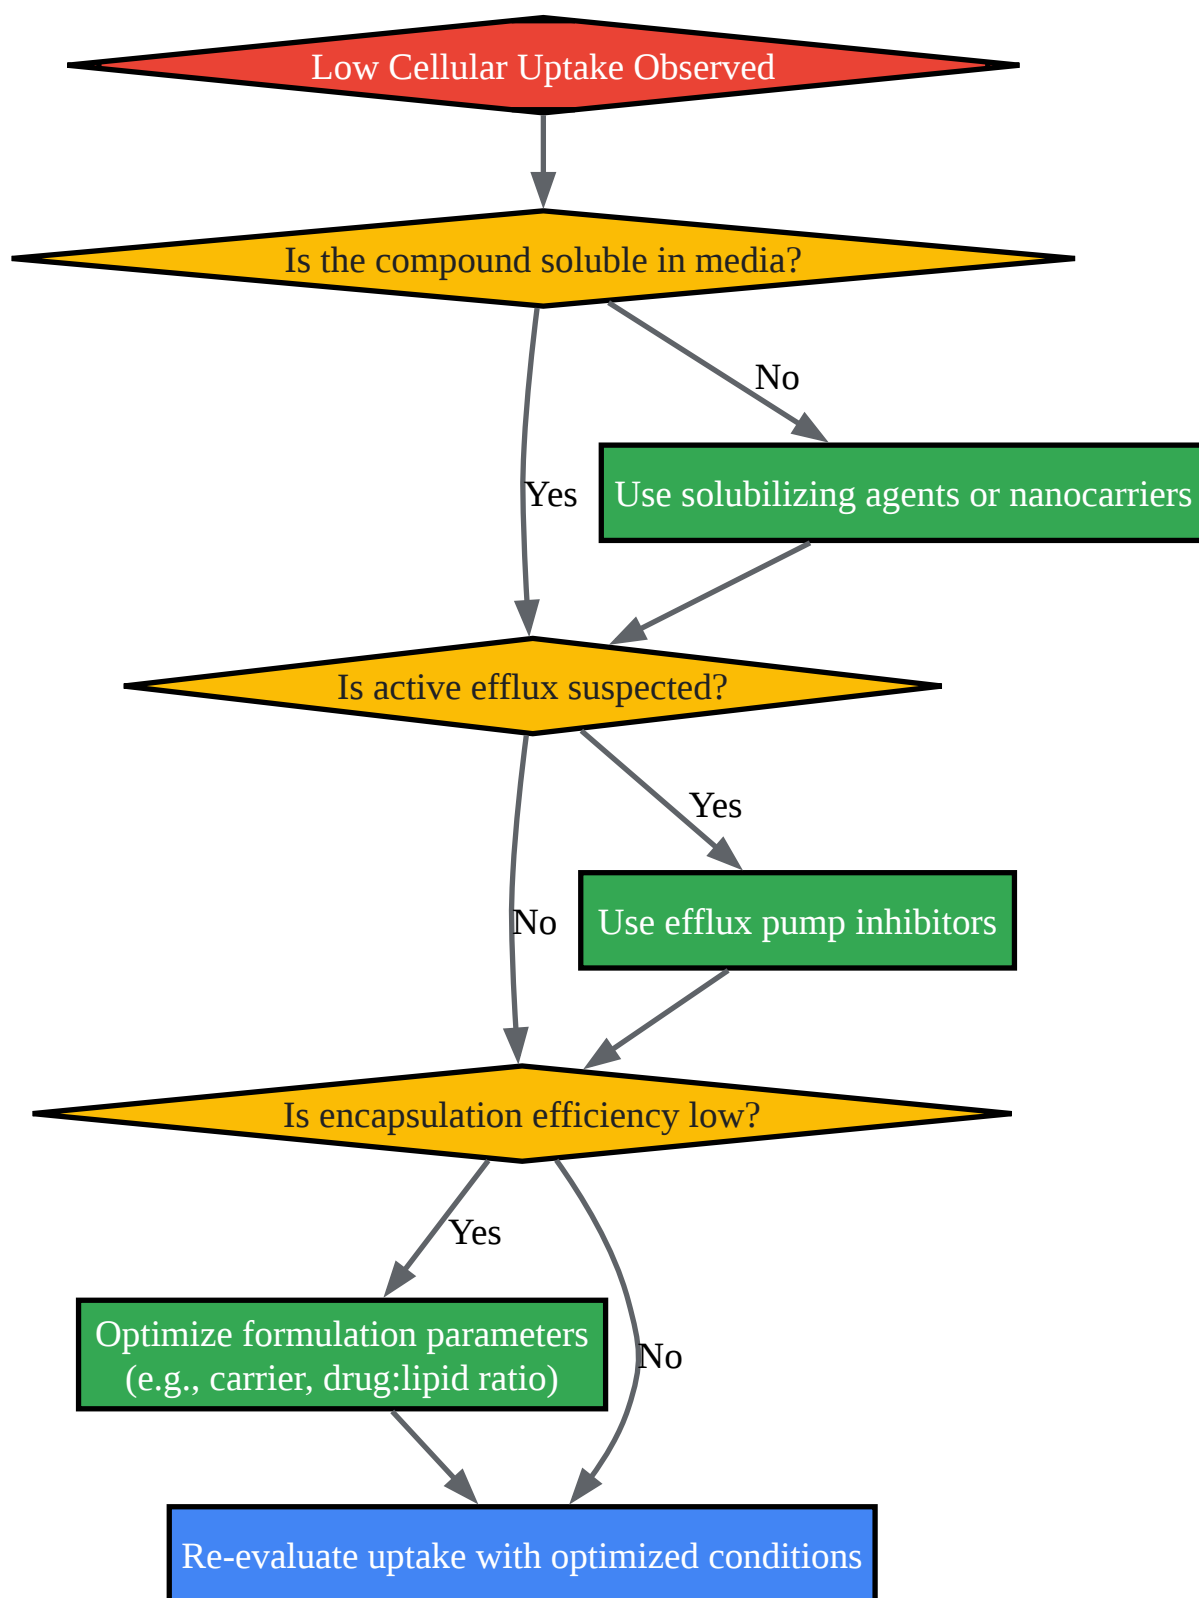 Low Cellular Uptake Observed
Is the compound soluble in media?
No
Yes
Use solubilizing agents or nanocarriers
Is active efflux suspected?
Yes
No
Use efflux pump inhibitors
Is encapsulation efficiency low?
Yes
Optimize formulation parameters
(e.g., carrier, drug:lipid ratio)
No
Re-evaluate uptake with optimized conditions